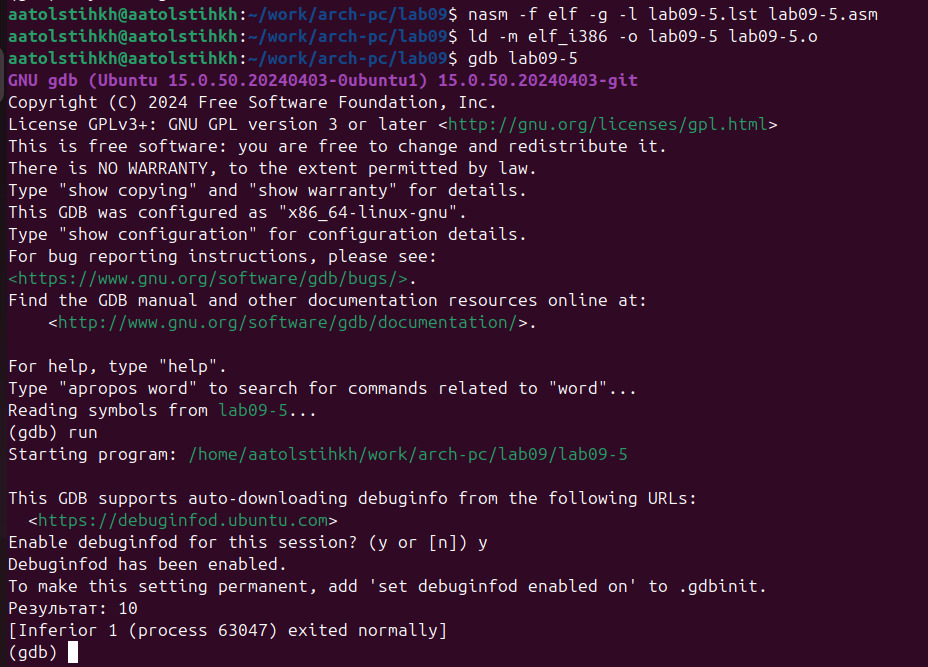 aatolstihkh@aatolstihkh:~/work/arch-pc/lab09$ nasm -f elf -g -l lab09-5.lst lab09-5.asm
aatolstihkh@aatolstihkh:~/work/arch-pc/lab09$ ld -m elf_i386 -o lab09-5 lab09-5.o
aatolstihkh@aatolstihkh:~/work/arch-pc/lab09$ gdb lab09-5
GNU gdb (Ubuntu 15.0.50.20240403-0ubuntu1) 15.0.50.20240403-git
Copyright (C) 2024 Free Software Foundation, Inc.
License GPLv3+: GNU GPL version 3 or later <http://gnu.org/licenses/gpl.html>
This is free software: you are free to change and redistribute it.
There is NO WARRANTY, to the extent permitted by law.
Type "show copying" and "show warranty" for details.
This GDB was configured as "x86_64-linux-gnu".
Type "show configuration" for configuration details.
For bug reporting instructions, please see:
<https://www.gnu.org/software/gdb/bugs/>.
Find the GDB manual and other documentation resources online at:
    <http://www.gnu.org/software/gdb/documentation/>.

For help, type "help".
Type "apropos word" to search for commands related to "word"...
Reading symbols from lab09-5...
(gdb) run
Starting program: /home/aatolstihkh/work/arch-pc/lab09/lab09-5

This GDB supports auto-downloading debuginfo from the following URLs:
  <https://debuginfod.ubuntu.com>
Enable debuginfod for this session? (y or [n]) y
Debuginfod has been enabled.
To make this setting permanent, add 'set debuginfod enabled on' to .gdbinit.
Результат: 10
[Inferior 1 (process 63047) exited normally]
(gdb)